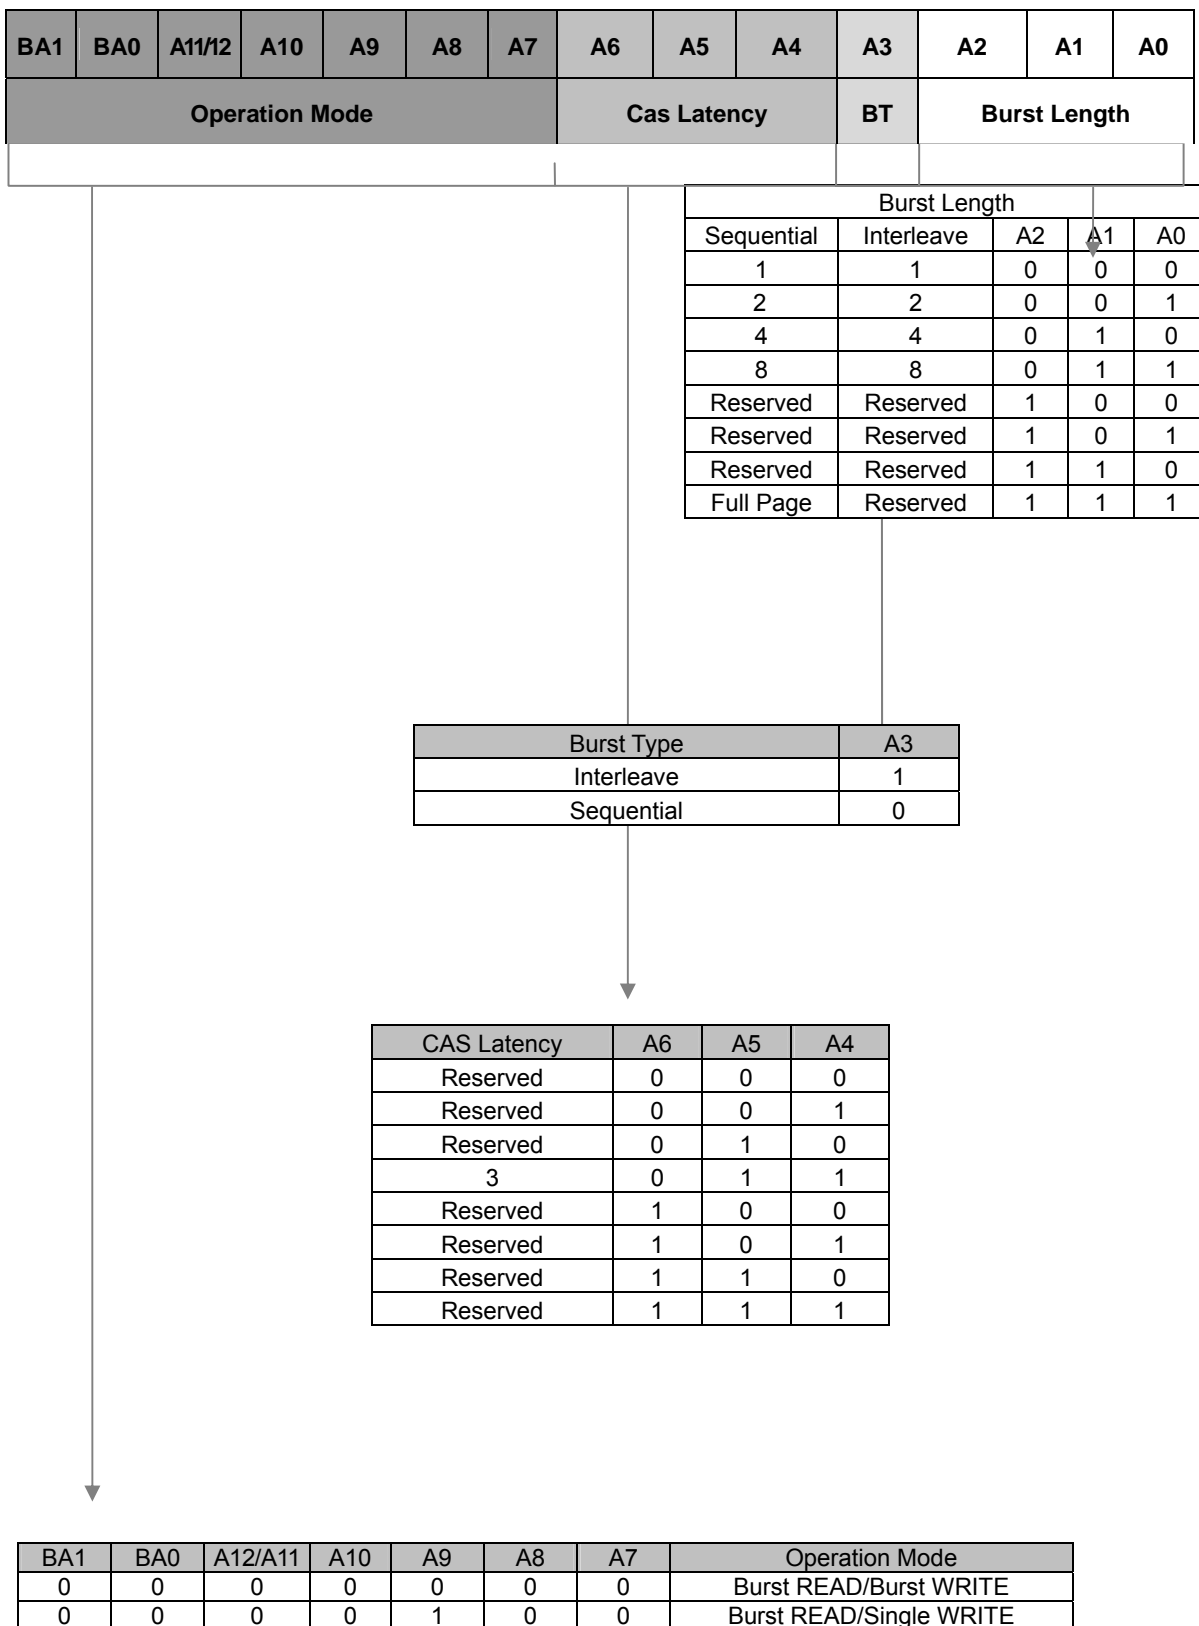 BA1 BA0 A11/12 A10 A9 A8 A7 A6 A5 A4 A3 A2 A1 A0
Operation Mode Cas Latency BT Burst Length
Burst Length
Sequential Interleave A2 A1 A0
1 1 0 0 0
2 2 0 0 1
4 4 0 1 0
8 8 0 1 1
Reserved Reserved 1 0 0
Reserved Reserved 1 0 1
Reserved Reserved 1 1 0
Full Page Reserved 1 1 1
Burst Type A3
Interleave 1
Sequential 0
CAS Latency A6 A5 A4
Reserved 0 0 0
Reserved 0 0 1
Reserved 0 1 0
3 0 1 1
Reserved 1 0 0
Reserved 1 0 1
Reserved 1 1 0
Reserved 1 1 1
BA1 BA0 A12/A11 A10 A9 A8 A7 Operation Mode
0 0 0 0 0 0 0 Burst READ/Burst WRITE
0 0 0 0 1 0 0 Burst READ/Single WRITE